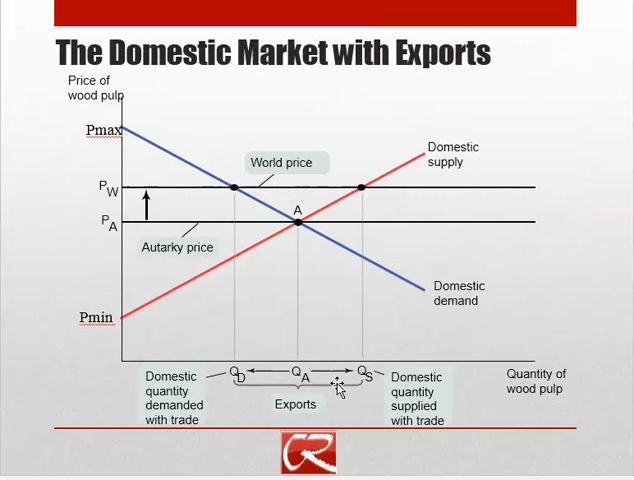 The Domestic Market with Exports
Price of
wood pulp
Pmax
Domestic
supply
World price
PW
A
PA
Autarky price
Domestic
demand
Pmin
QD
QA
QS
Domestic
quantity
demanded
with trade
Exports
Domestic
quantity
supplied
with trade
Quantity of
wood pulp